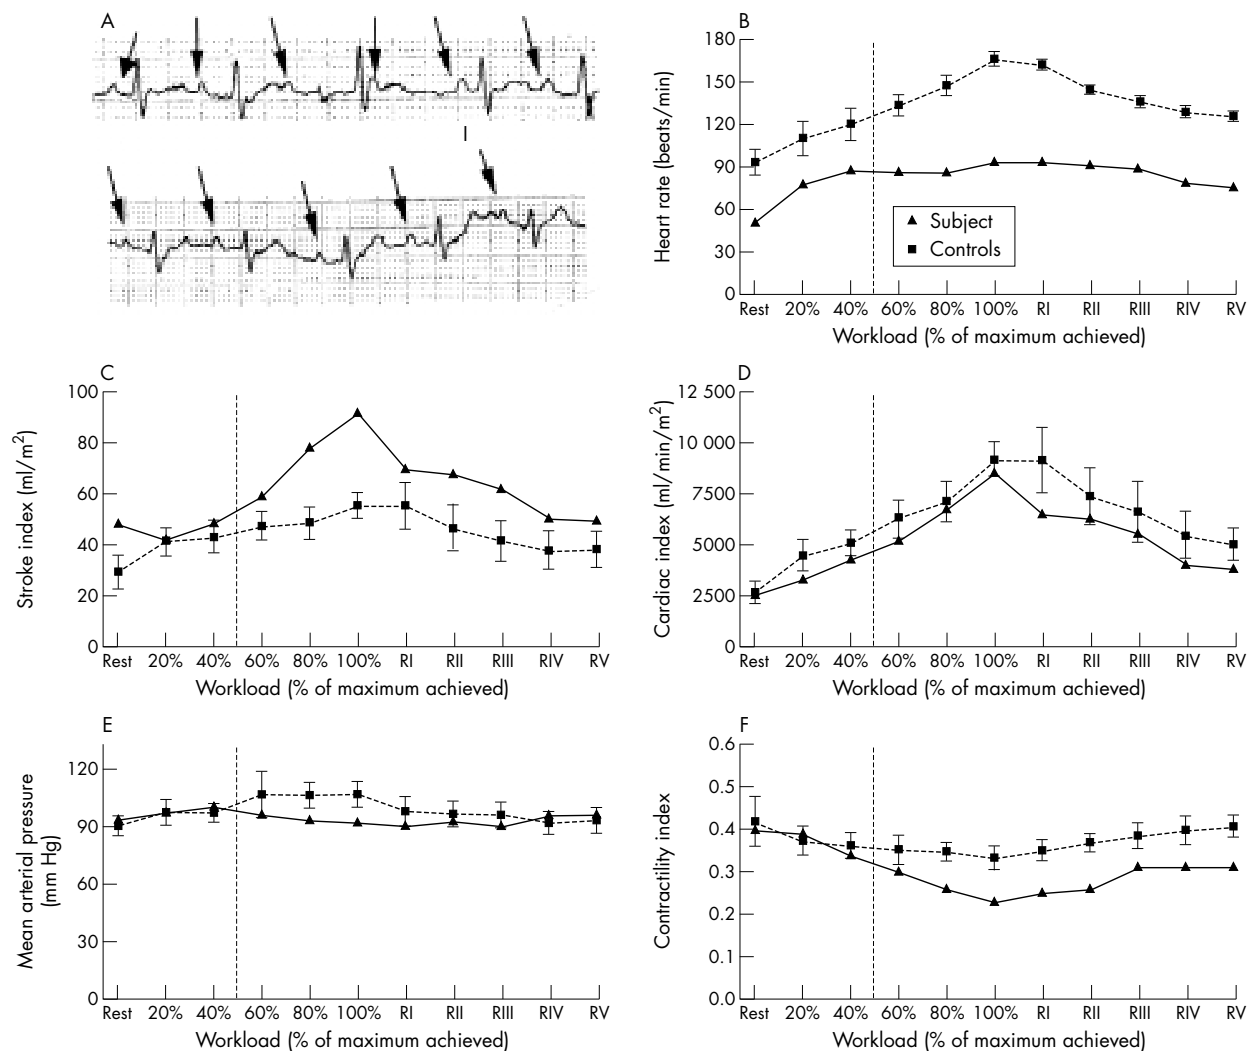 A
I
B
Heart rate (beats/min)
180
150
120
90
60
30
0
Subject
Controls
Rest 20% 40% 60% 80% 100% RI RII RIII RIV RV
Workload (% of maximum achieved)
C
Stroke index (ml/m²)
100
80
60
40
20
0
Rest 20% 40% 60% 80% 100% RI RII RIII RIV RV
Workload (% of maximum achieved)
D
Cardiac index (ml/min/m²)
12 500
10 000
7500
5000
2500
0
Rest 20% 40% 60% 80% 100% RI RII RIII RIV RV
Workload (% of maximum achieved)
E
Mean arterial pressure
(mm Hg)
120
90
60
30
0
Rest 20% 40% 60% 80% 100% RI RII RIII RIV RV
Workload (% of maximum achieved)
F
Contractility index
0.6
0.5
0.4
0.3
0.2
0.1
0.0
Rest 20% 40% 60% 80% 100% RI RII RIII RIV RV
Workload (% of maximum achieved)